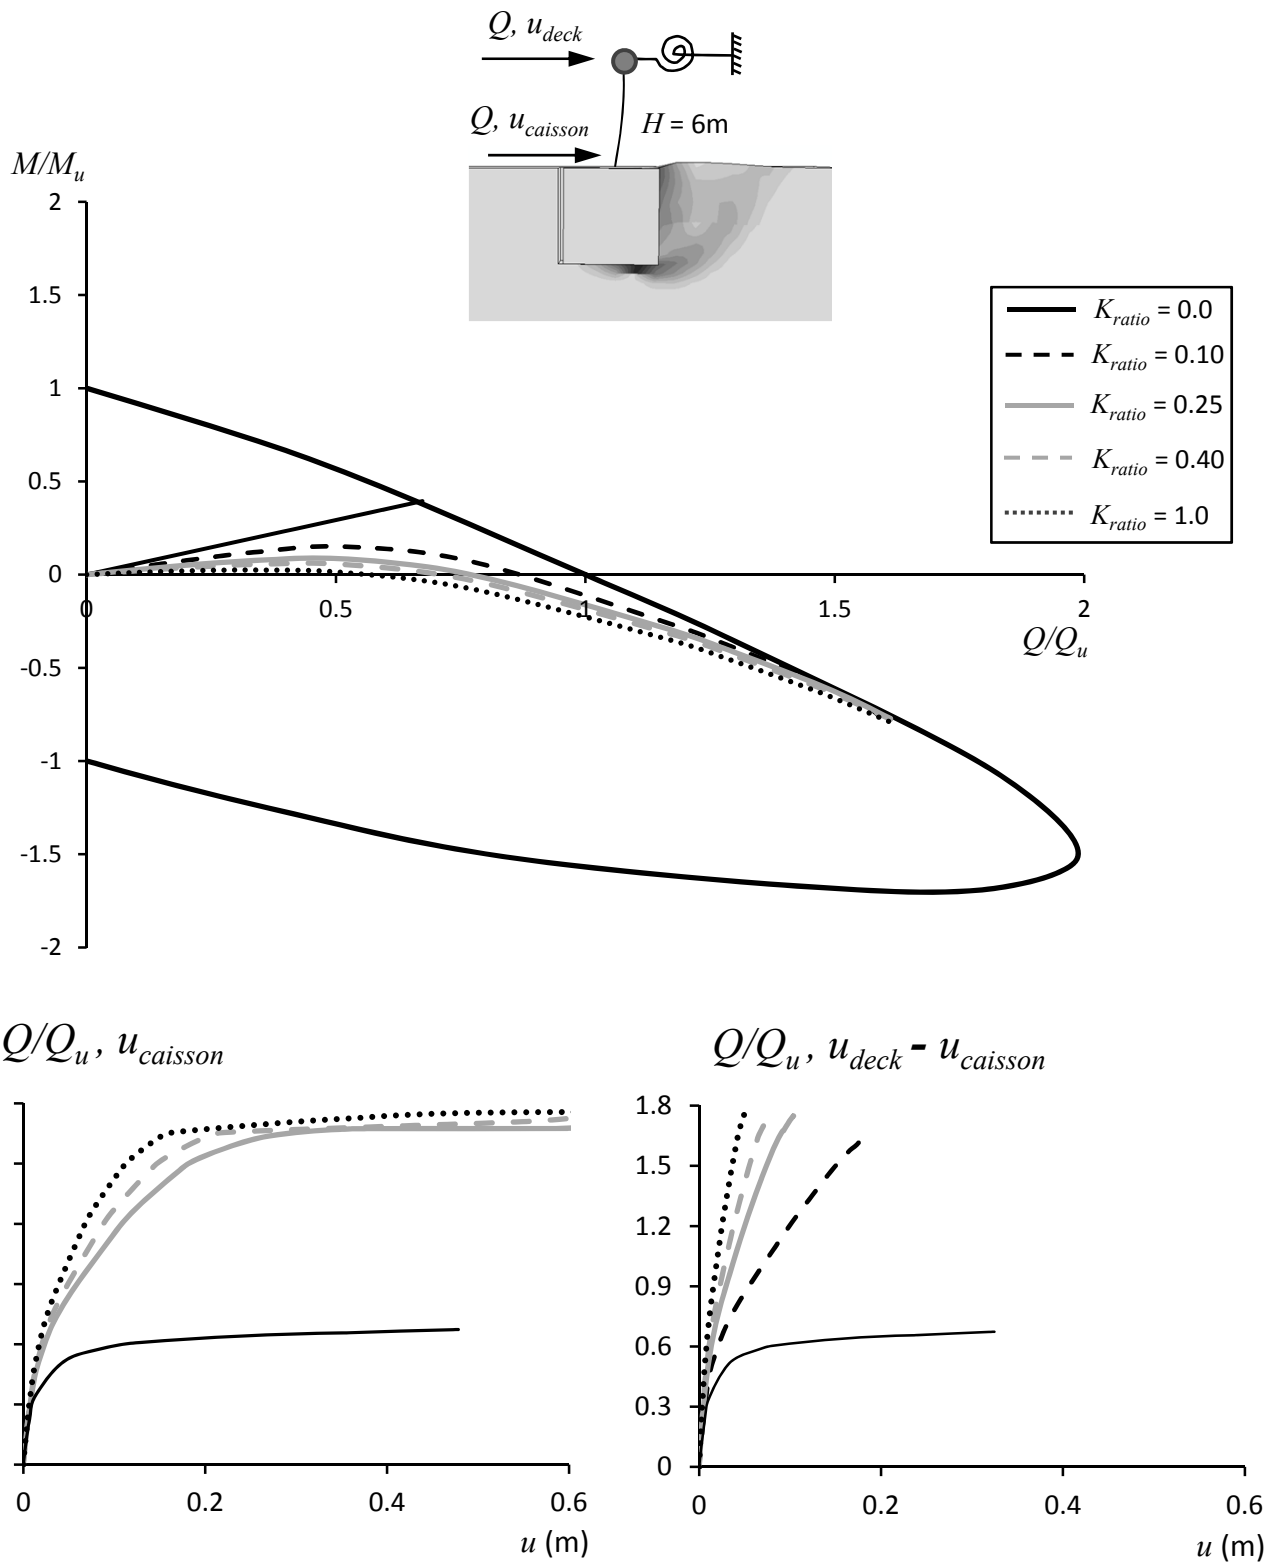 Q, u_deck
Q, u_caisson
H = 6m
M/M_u
2
1.5
1
0.5
0
-0.5
-1
-1.5
-2
0
0.5
1
1.5
2
Q/Q_u
K_ratio = 0.0
K_ratio = 0.10
K_ratio = 0.25
K_ratio = 0.40
K_ratio = 1.0
Q/Q_u, u_caisson
0
0.2
0.4
0.6
u (m)
Q/Q_u, u_deck - u_caisson
1.8
1.5
1.2
0.9
0.6
0.3
0
0
0.2
0.4
0.6
u (m)